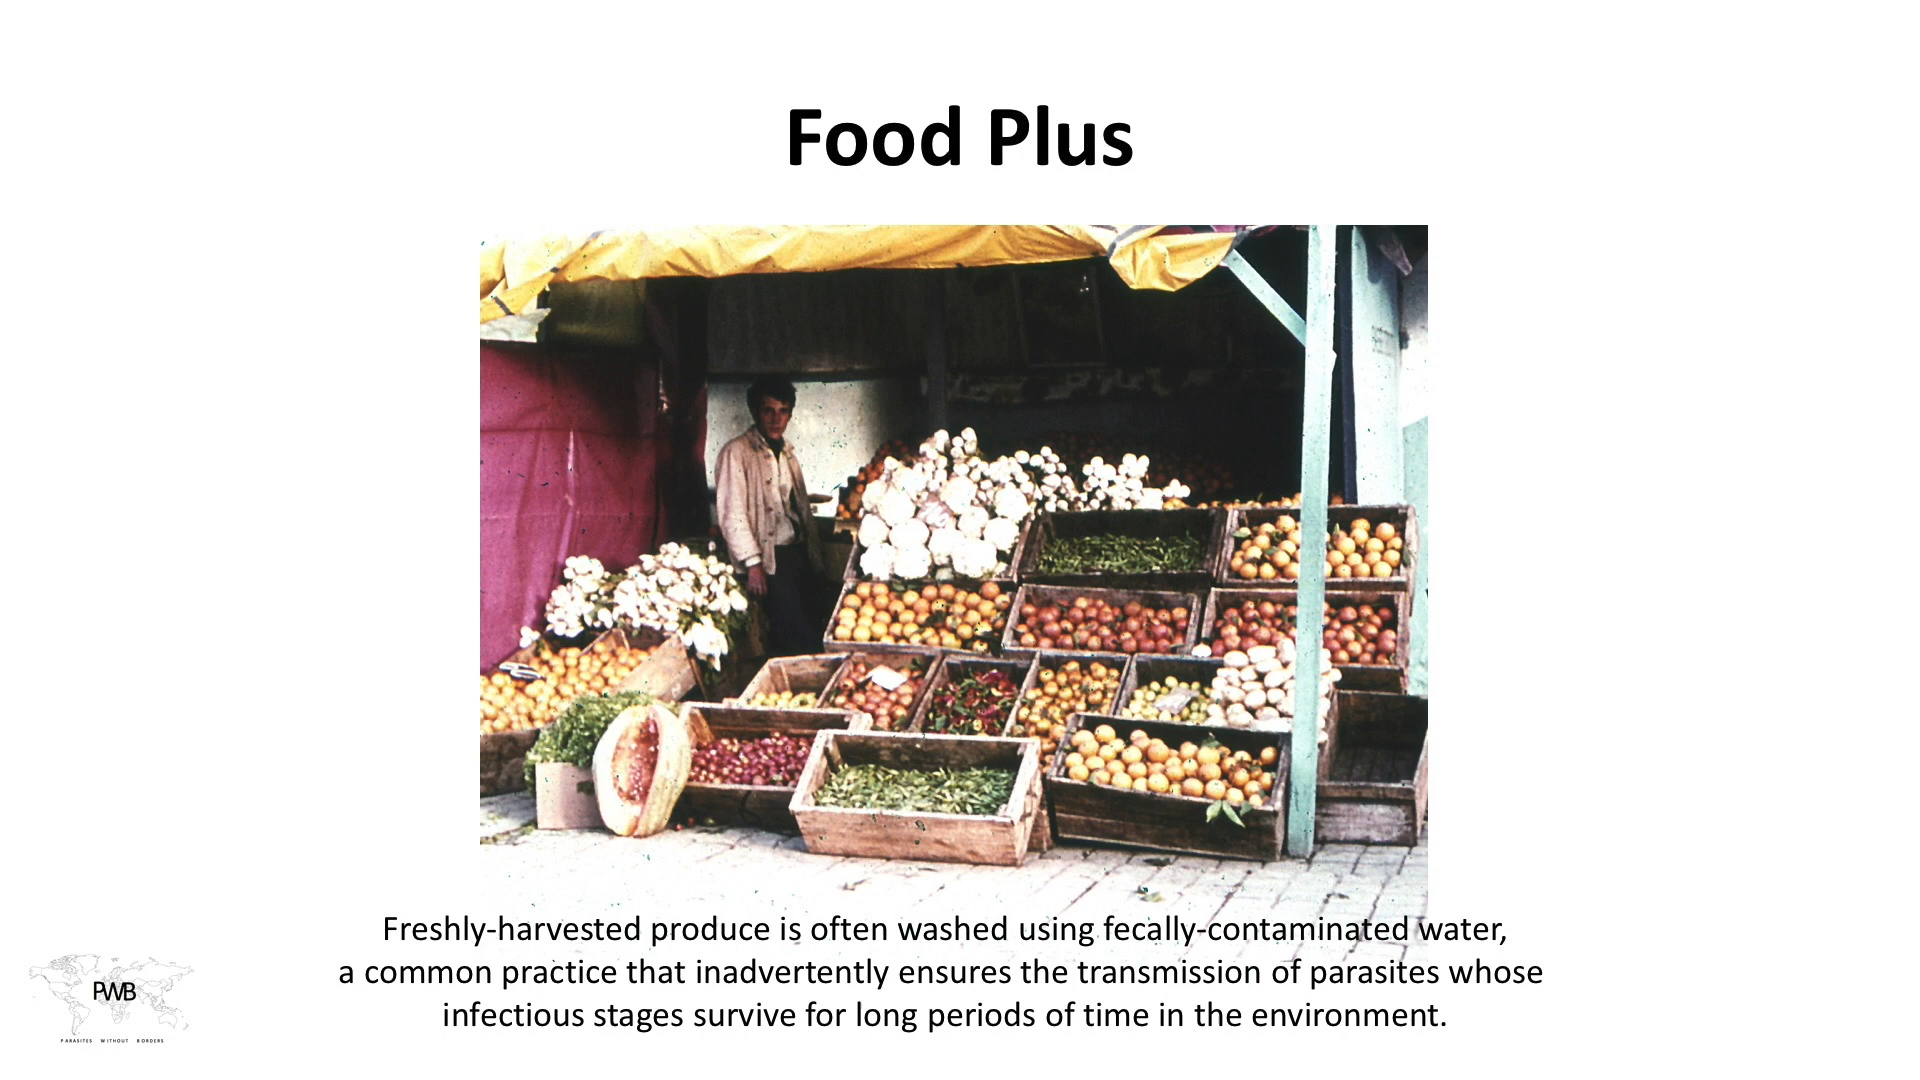 Food Plus
Freshly-harvested produce is often washed using fecally-contaminated water,
a common practice that inadvertently ensures the transmission of parasites whose
infectious stages survive for long periods of time in the environment.
PWB
PARASITES WITHOUT BORDERS